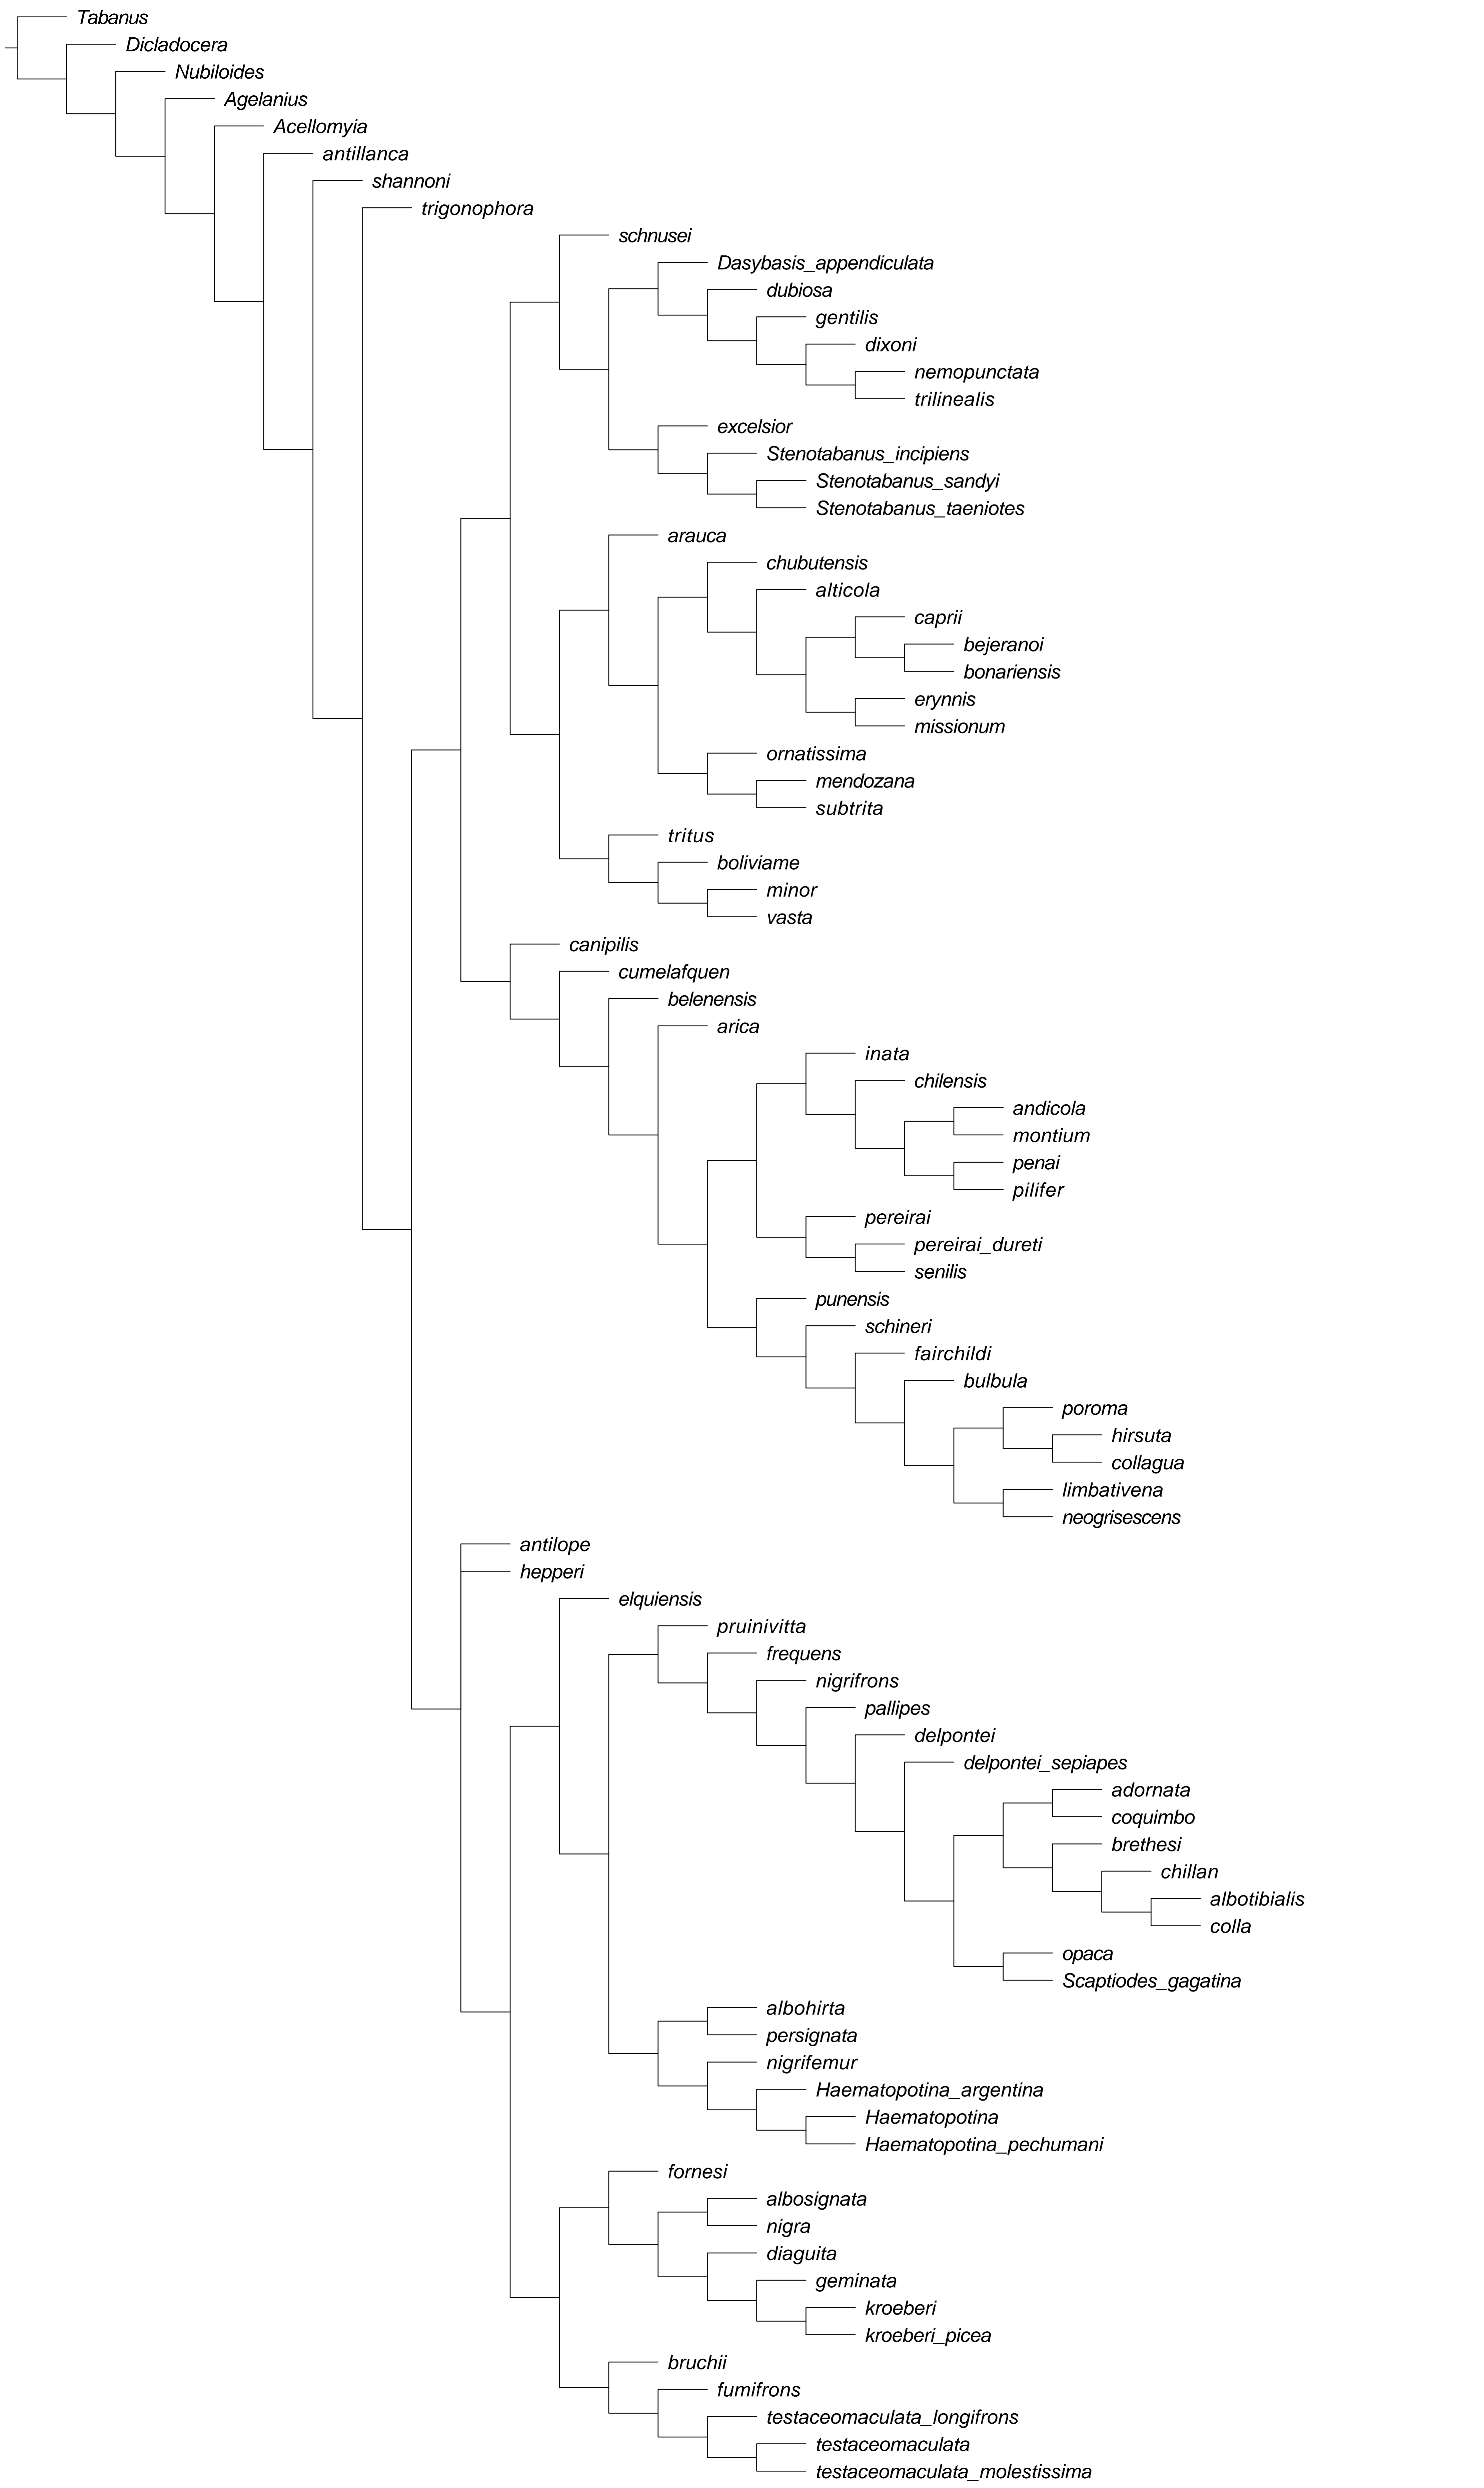 Tabanus
Dicladocera
Nubiloides
Agelanius
Acellomyia
antillanca
shannoni
trigonophora
schnusei
Dasybasis_appendiculata
dubiosa
gentilis
dixoni
nemopunctata
trilinealis
excelsior
Stenotabanus_incipiens
Stenotabanus_sandyi
Stenotabanus_taeniotes
arauca
chubutensis
alticola
caprii
bejeranoi
bonariensis
erynnis
missionum
ornatissima
mendozana
subtrita
tritus
boliviame
minor
vasta
canipilis
cumelafquen
belenensis
arica
inata
chilensis
andicola
montium
penai
pilifer
pereirai
pereirai_dureti
senilis
punensis
schineri
fairchildi
bulbula
poroma
hirsuta
collagua
limbativena
neogrisescens
antilope
hepperi
elquiensis
pruinivitta
frequens
nigrifrons
pallipes
delpontei
delpontei_sepiapes
adornata
coquimbo
brethesi
chillan
albotibialis
colla
opaca
Scaptiodes_gagatina
albohirta
persignata
nigrifemur
Haematopotina_argentina
Haematopotina
Haematopotina_pechumani
fornesi
albosignata
nigra
diaguita
geminata
kroeberi
kroeberi_picea
bruchii
fumifrons
testaceomaculata_longifrons
testaceomaculata
testaceomaculata_molestissima